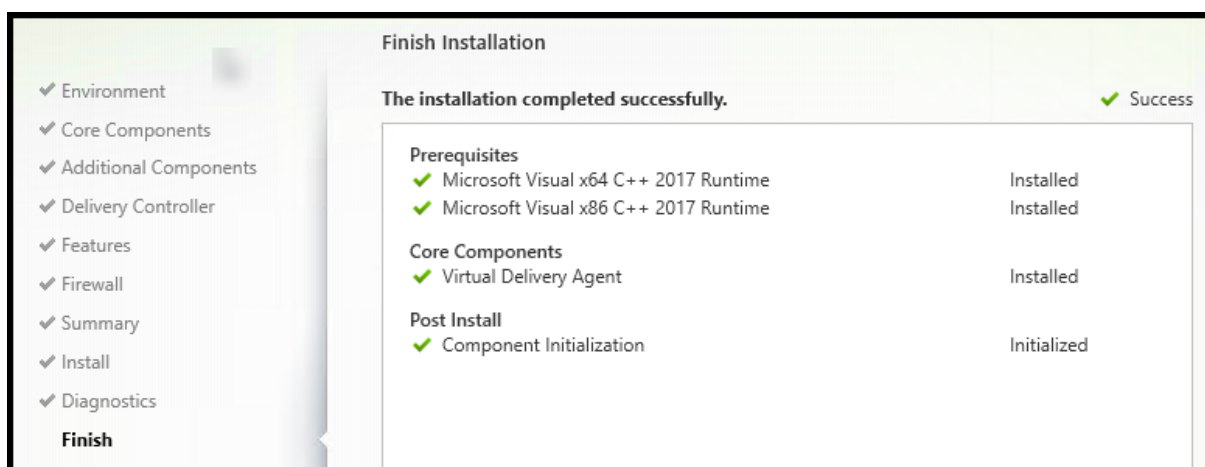 Environment
Core Components
Additional Components
Delivery Controller
Features
Firewall
Summary
Install
Diagnostics
Finish
Finish Installation
The installation completed successfully. Success
Prerequisites
Microsoft Visual x64 C++ 2017 Runtime Installed
Microsoft Visual x86 C++ 2017 Runtime Installed
Core Components
Virtual Delivery Agent Installed
Post Install
Component Initialization Initialized